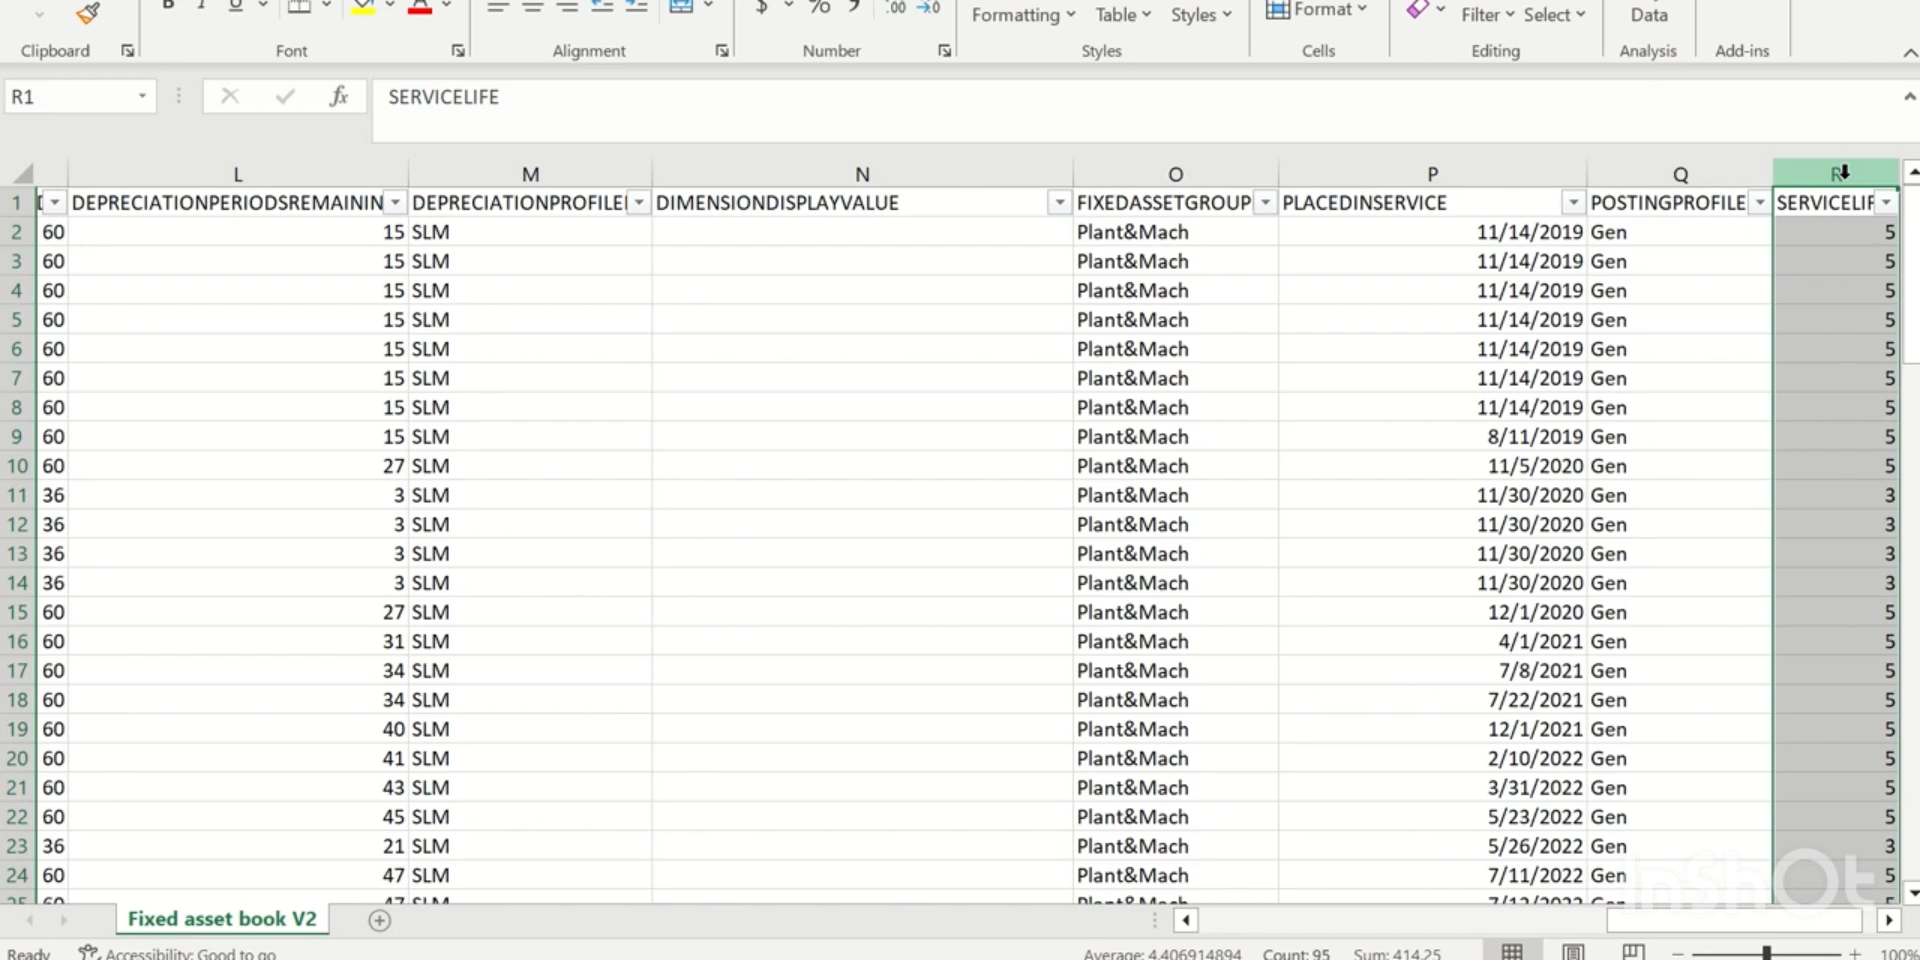 Formatting Table Styles Format Filter Select Data
Clipboard Font Alignment Number Styles Cells Editing Analysis Add-ins
R1 fx SERVICELIFE
L M N O P Q R
1 DEPRECIATIONPERIODSREMAININ DEPRECIATIONPROFILE DIMENSIONDISPLAYVALUE FIXEDASSETGROUP PLACEDINSERVICE POSTINGPROFILE SERVICELIF
2 60 15 SLM Plant&Mach 11/14/2019 Gen 5
3 60 15 SLM Plant&Mach 11/14/2019 Gen 5
4 60 15 SLM Plant&Mach 11/14/2019 Gen 5
5 60 15 SLM Plant&Mach 11/14/2019 Gen 5
6 60 15 SLM Plant&Mach 11/14/2019 Gen 5
7 60 15 SLM Plant&Mach 11/14/2019 Gen 5
8 60 15 SLM Plant&Mach 11/14/2019 Gen 5
9 60 15 SLM Plant&Mach 8/11/2019 Gen 5
10 60 27 SLM Plant&Mach 11/5/2020 Gen 5
11 36 3 SLM Plant&Mach 11/30/2020 Gen 3
12 36 3 SLM Plant&Mach 11/30/2020 Gen 3
13 36 3 SLM Plant&Mach 11/30/2020 Gen 3
14 36 3 SLM Plant&Mach 11/30/2020 Gen 3
15 60 27 SLM Plant&Mach 12/1/2020 Gen 5
16 60 31 SLM Plant&Mach 4/1/2021 Gen 5
17 60 34 SLM Plant&Mach 7/8/2021 Gen 5
18 60 34 SLM Plant&Mach 7/22/2021 Gen 5
19 60 40 SLM Plant&Mach 12/1/2021 Gen 5
20 60 41 SLM Plant&Mach 2/10/2022 Gen 5
21 60 43 SLM Plant&Mach 3/31/2022 Gen 5
22 60 45 SLM Plant&Mach 5/23/2022 Gen 5
23 36 21 SLM Plant&Mach 5/26/2022 Gen 3
24 60 47 SLM Plant&Mach 7/11/2022 Gen 5
25 60 47 SLM Plant&Mach 7/12/2022 Gen
InShOt
Fixed asset book V2
Ready Accessibility: Good to go Average: 4.406914894 Count: 95 Sum: 414.25 100%